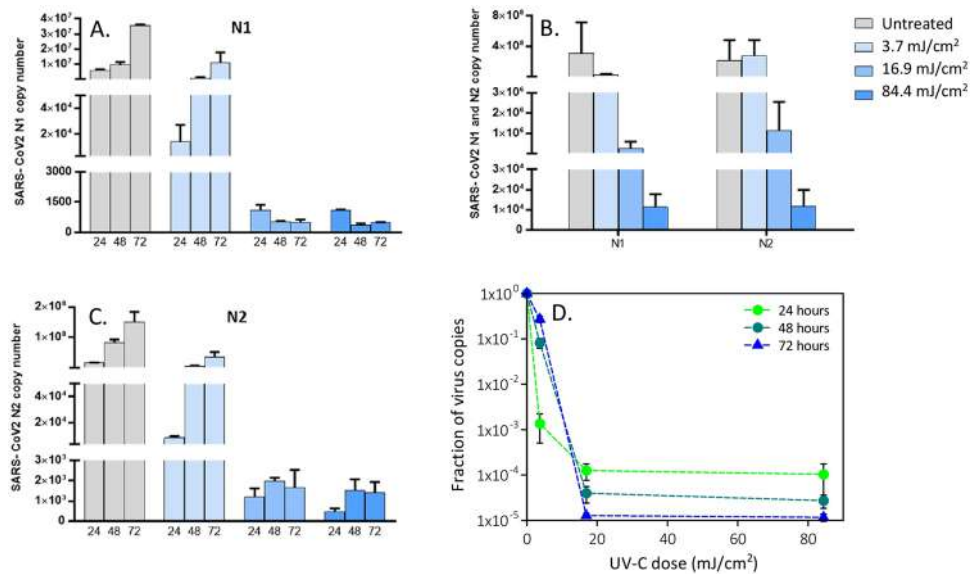 A.
N1
SARS- CoV2 N1 copy number
4×10⁷
3×10⁷
2×10⁷
1×10⁷
4×10⁴
2×10⁴
3000
1500
0
24 48 72 24 48 72 24 48 72 24 48 72
B.
SARS- CoV2 N1 and N2 copy number
4×10⁸
3×10⁶
2×10⁶
1×10⁶
4×10⁴
3×10⁴
2×10⁴
1×10⁴
0
N1 N2
Untreated
3.7 mJ/cm²
16.9 mJ/cm²
84.4 mJ/cm²
C.
N2
SARS- CoV2 N2 copy number
4×10⁴
2×10⁴
3×10³
2×10³
1×10³
0
24 48 72 24 48 72 24 48 72 24 48 72
D.
Fraction of virus copies
1x10⁰
1x10⁻¹
1x10⁻²
1x10⁻³
1x10⁻⁴
1x10⁻⁵
0 20 40 60 80
UV-C dose (mJ/cm²)
24 hours
48 hours
72 hours